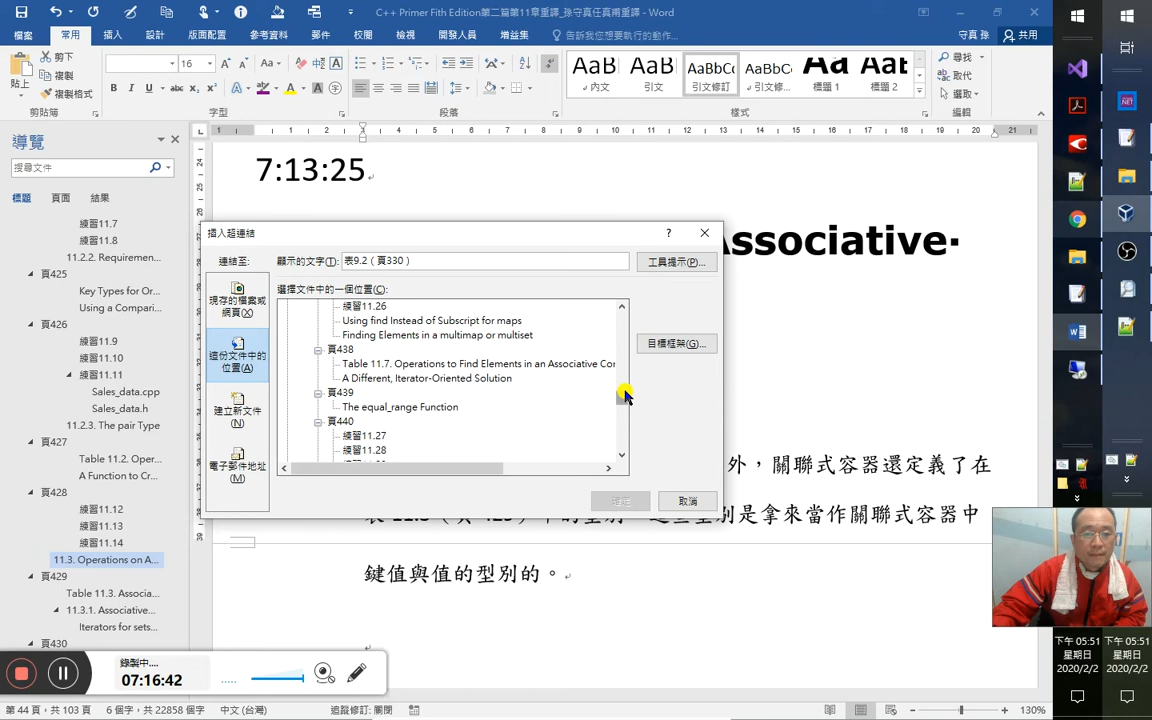 C++ Primer Fith Edition第二篇第11章重譯_孫守真任真甫重譯 - Word
檔案
常用
插入
設計
版面配置
參考資料
郵件
校閱
檢視
開發人員
增益集
告訴我您想要執行的動作...
守真 孫
共用
貼上
剪下
複製
複製格式
剪貼簿
16
字型
段落
AaB
AaB
AaBbCc
AaBbC
AaB
AaBb
內文
引文
引文修訂
引文修...
標題 1
標題 2
樣式
尋找
取代
選取
編輯
導覽
搜尋文件
標題
頁面
結果
練習11.7
練習11.8
11.2.2. Requiremen...
頁425
Key Types for Or...
Using a Compari...
頁426
練習11.9
練習11.10
練習11.11
Sales_data.cpp
Sales_data.h
11.2.3. The pair Type
頁427
Table 11.2. Oper...
A Function to Cr...
頁428
練習11.12
練習11.13
練習11.14
11.3. Operations on A...
頁429
Table 11.3. Associa...
11.3.1. Associative...
Iterators for sets...
頁430
7:13:25
Associative
外，關聯式容器還定義了在
鍵值與值的型別的。
插入超連結
連結至:
顯示的文字(T):
表9.2（頁330）
工具提示(P)...
現存的檔案或網頁(X)
這份文件中的位置(A)
建立新文件(N)
電子郵件地址(M)
選擇文件中的一個位置(C):
練習11.26
Using find Instead of Subscript for maps
Finding Elements in a multimap or multiset
頁438
Table 11.7. Operations to Find Elements in an Associative Cor
A Different, Iterator-Oriented Solution
頁439
The equal_range Function
頁440
練習11.27
練習11.28
目標框架(G)...
確定
取消
錄製中....
07:16:42
第 44 頁，共 103 頁
6 個字，共 22858 個字
中文 (台灣)
追蹤修訂: 關閉
130%
下午 05:51
星期日
2020/2/2
下午 05:51
星期日
2020/2/2